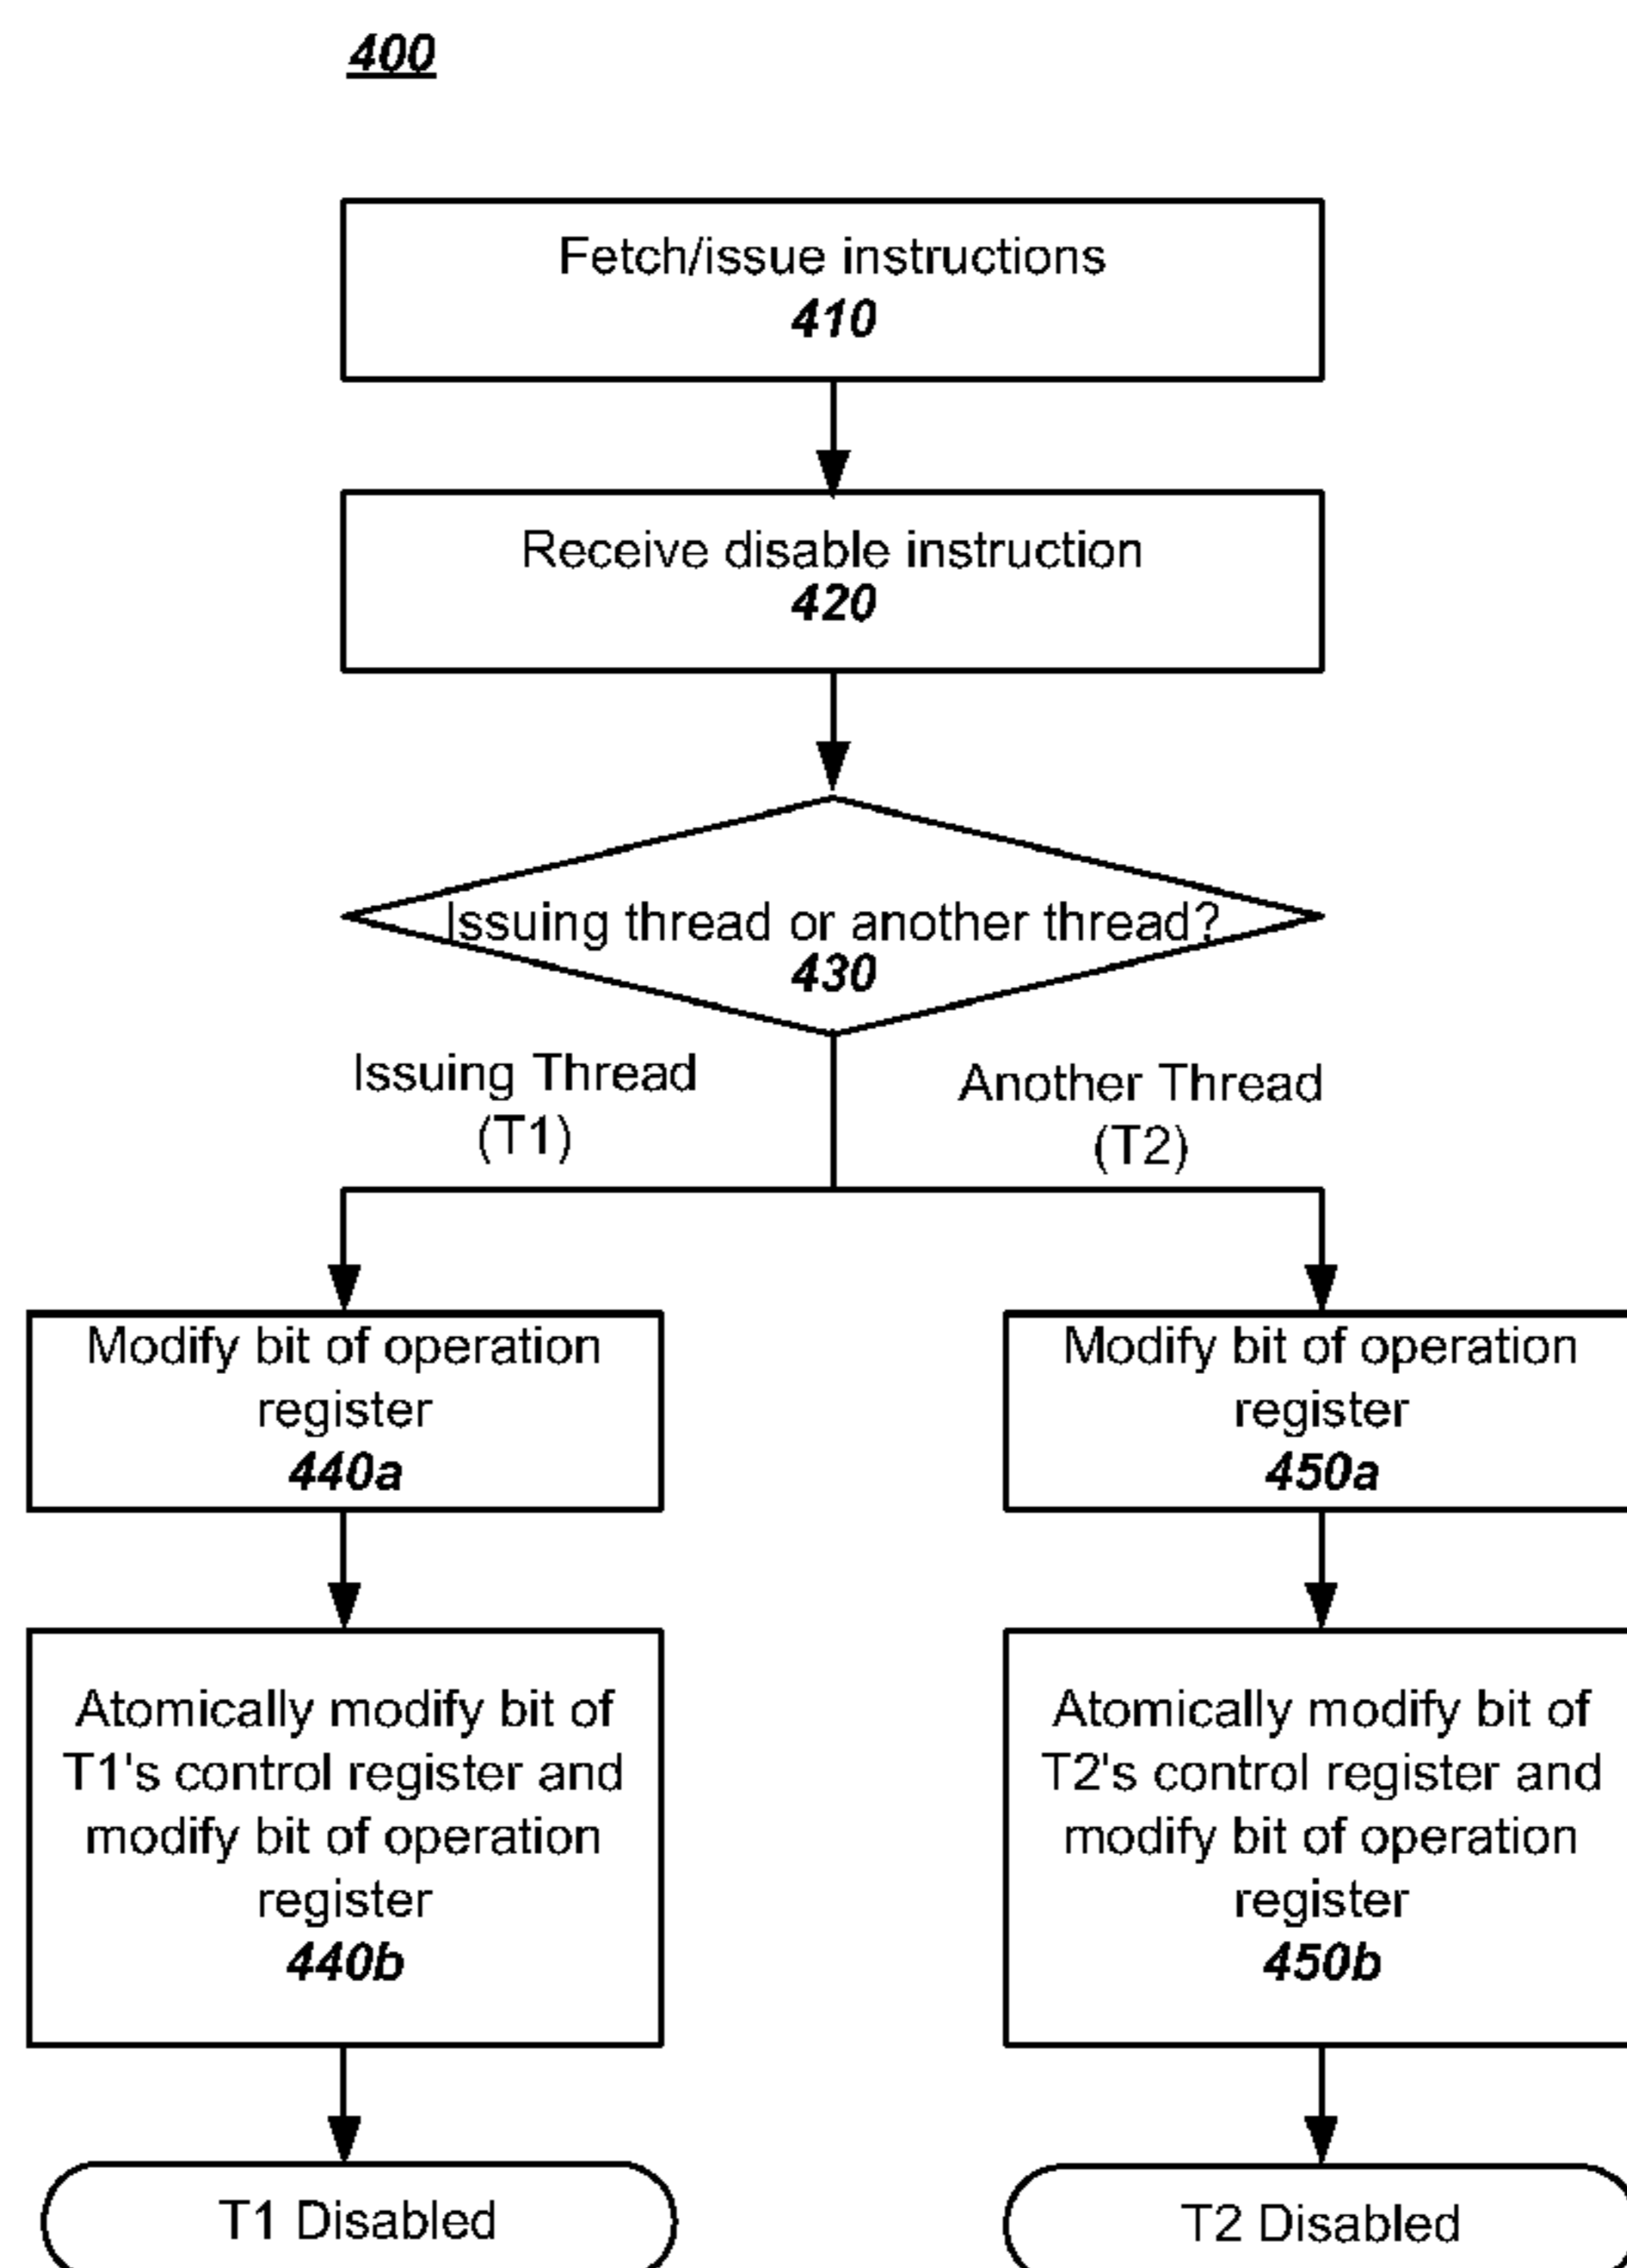 400
Fetch/issue instructions
410
Receive disable instruction
420
Issuing thread or another thread?
430
Issuing Thread
(T1)
Another Thread
(T2)
Modify bit of operation
register
440a
Modify bit of operation
register
450a
Atomically modify bit of
T1's control register and
modify bit of operation
register
440b
Atomically modify bit of
T2's control register and
modify bit of operation
register
450b
T1 Disabled
T2 Disabled